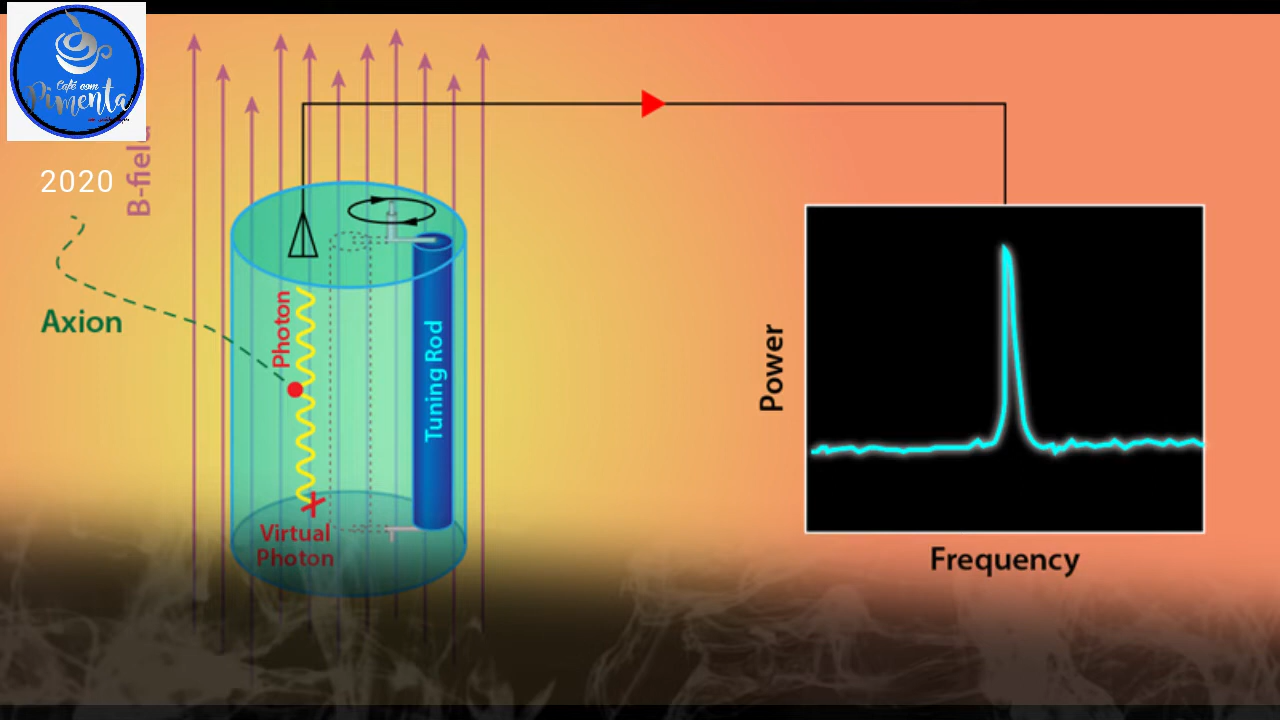 Café com
Pimenta
2020
B-field
Axion
Photon
Tuning Rod
Virtual
Photon
Power
Frequency